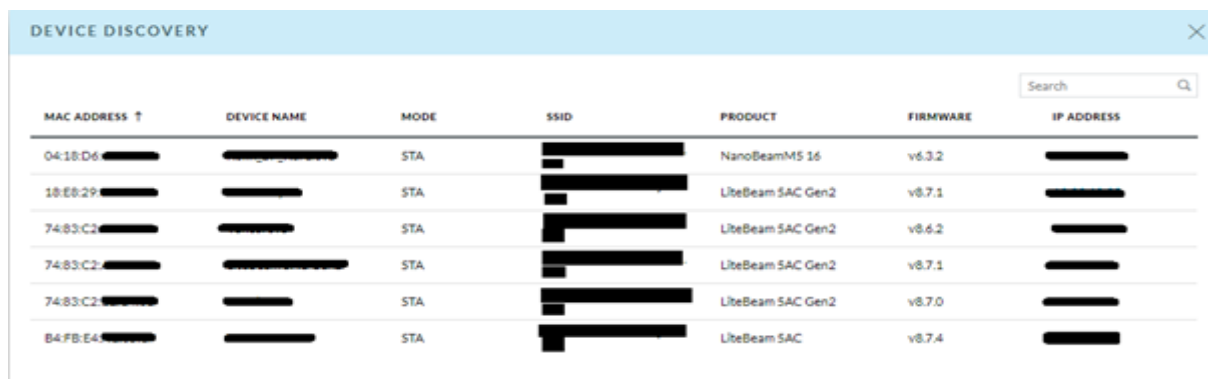 DEVICE DISCOVERY
Search
MAC ADDRESS ↑ DEVICE NAME MODE SSID PRODUCT FIRMWARE IP ADDRESS
04:18:D6: STA NanoBeamM5 16 v6.3.2
18:E8:29: STA LiteBeam 5AC Gen2 v8.7.1
74:83:C2: STA LiteBeam 5AC Gen2 v8.6.2
74:83:C2: STA LiteBeam 5AC Gen2 v8.7.1
74:83:C2: STA LiteBeam 5AC Gen2 v8.7.0
B4:FB:E4: STA LiteBeam 5AC v8.7.4